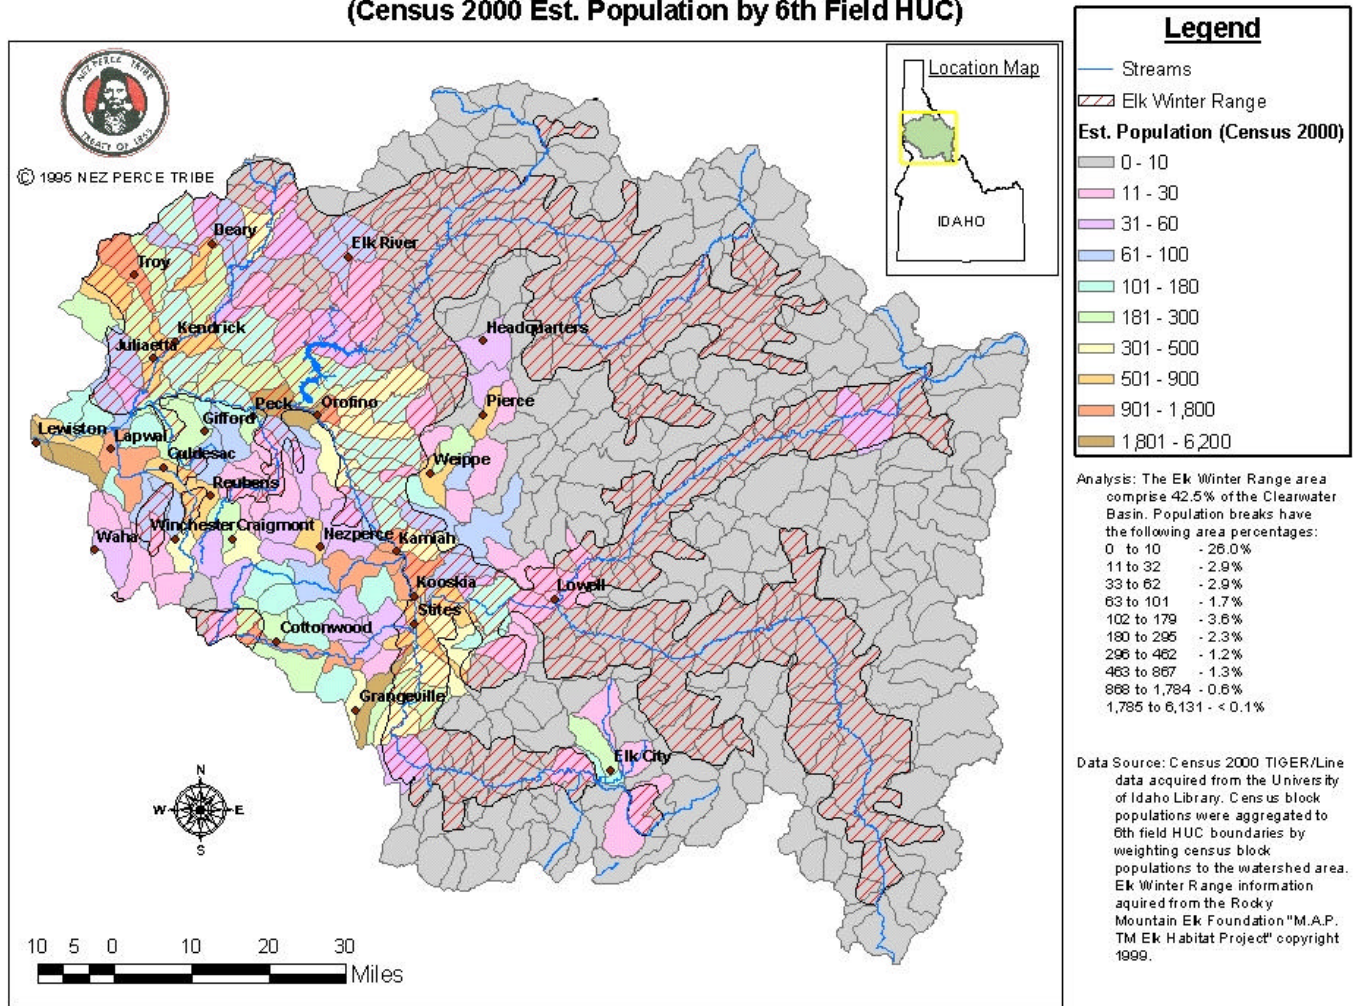 (Census 2000 Est. Population by 6th Field HUC)
NEZ PERCE TRIBE
TREATY OF 1855
© 1995 NEZ PERCE TRIBE
Location Map
IDAHO
Deary
Elk River
Troy
Kendrick
Juliaetta
Headquarters
Pierce
Peck
Orofino
Gifford
Lewiston
Lapwai
Culdesac
Weippe
Reubens
Winchester
Craigmont
Nezperce
Kamiah
Waha
Kooskia
Lowell
Stites
Cottonwood
Grangeville
Elk City
N
W
E
S
10 5 0 10 20 30
Miles
Legend
Streams
Elk Winter Range
Est. Population (Census 2000)
0 - 10
11 - 30
31 - 60
61 - 100
101 - 180
181 - 300
301 - 500
501 - 900
901 - 1,800
1,801 - 6,200
Analysis: The Elk Winter Range area
comprise 42.5% of the Clearwater
Basin. Population breaks have
the following area percentages:
0 to 10 - 26.0%
11 to 32 - 2.9%
33 to 62 - 2.9%
63 to 101 - 1.7%
102 to 179 - 3.6%
180 to 295 - 2.3%
296 to 462 - 1.2%
463 to 867 - 1.3%
868 to 1,784 - 0.6%
1,785 to 6,131 - < 0.1%
Data Source: Census 2000 TIGER/Line
data acquired from the University
of Idaho Library. Census block
populations were aggregated to
6th field HUC boundaries by
weighting census block
populations to the watershed area.
Elk Winter Range information
aquired from the Rocky
Mountain Elk Foundation "M.A.P.
TM Elk Habitat Project" copyright
1999.